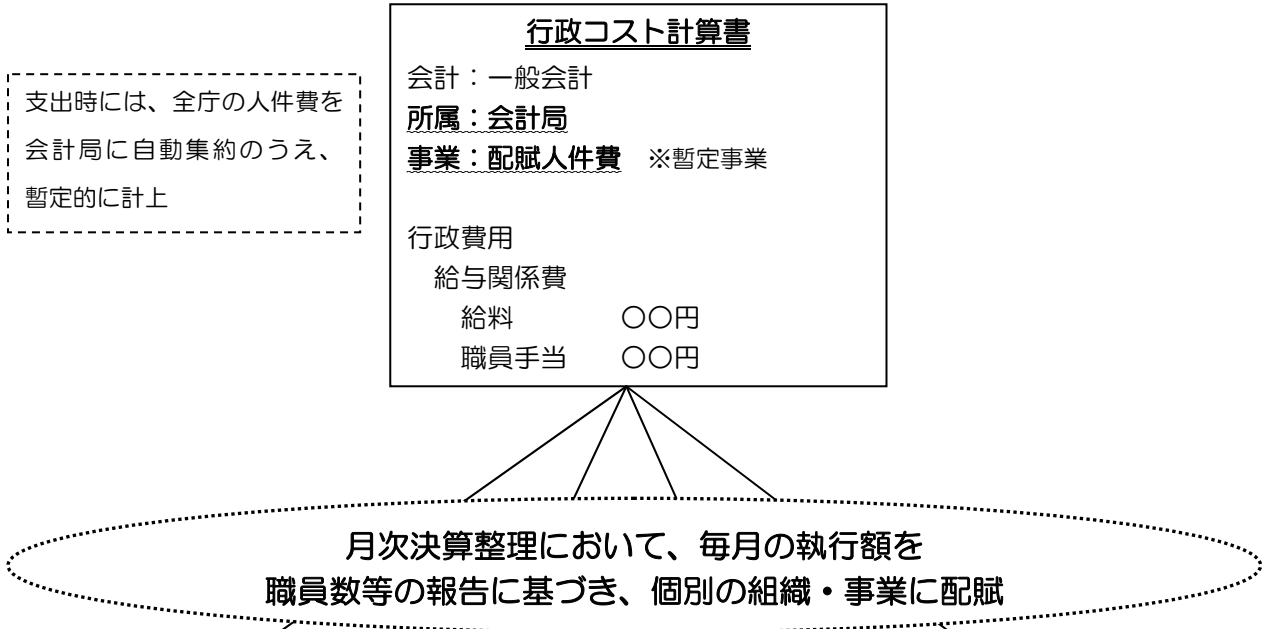 行政コスト計算書
会計：一般会計
所属：会計局
事業：配賦人件費　※暫定事業
行政費用
給与関係費
給料　〇〇円
職員手当　〇〇円
支出時には、全庁の人件費を
会計局に自動集約のうえ、
暫定的に計上
月次決算整理において、毎月の執行額を
職員数等の報告に基づき、個別の組織・事業に配賦